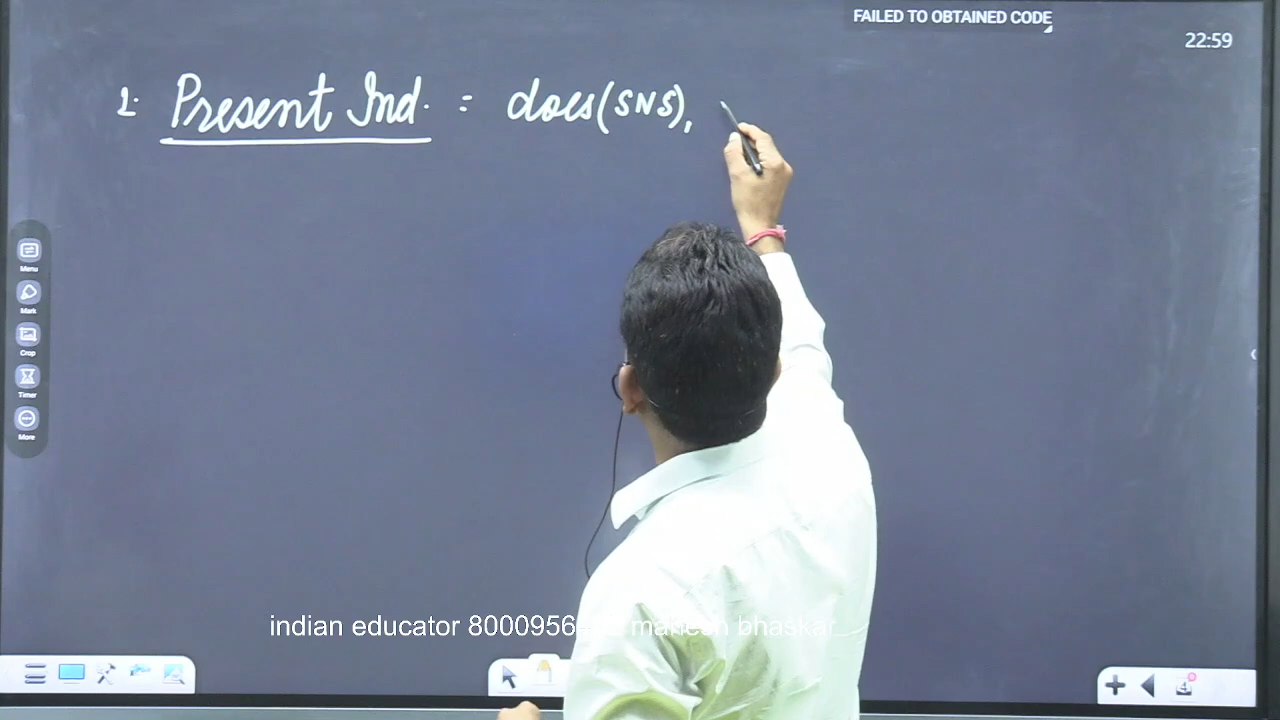 FAILED TO OBTAINED CODE
22:59
1. Present Ind. = does (SNS),
Menu
Mark
Crop
Timer
More
indian educator 8000956 mahesh bhaskar